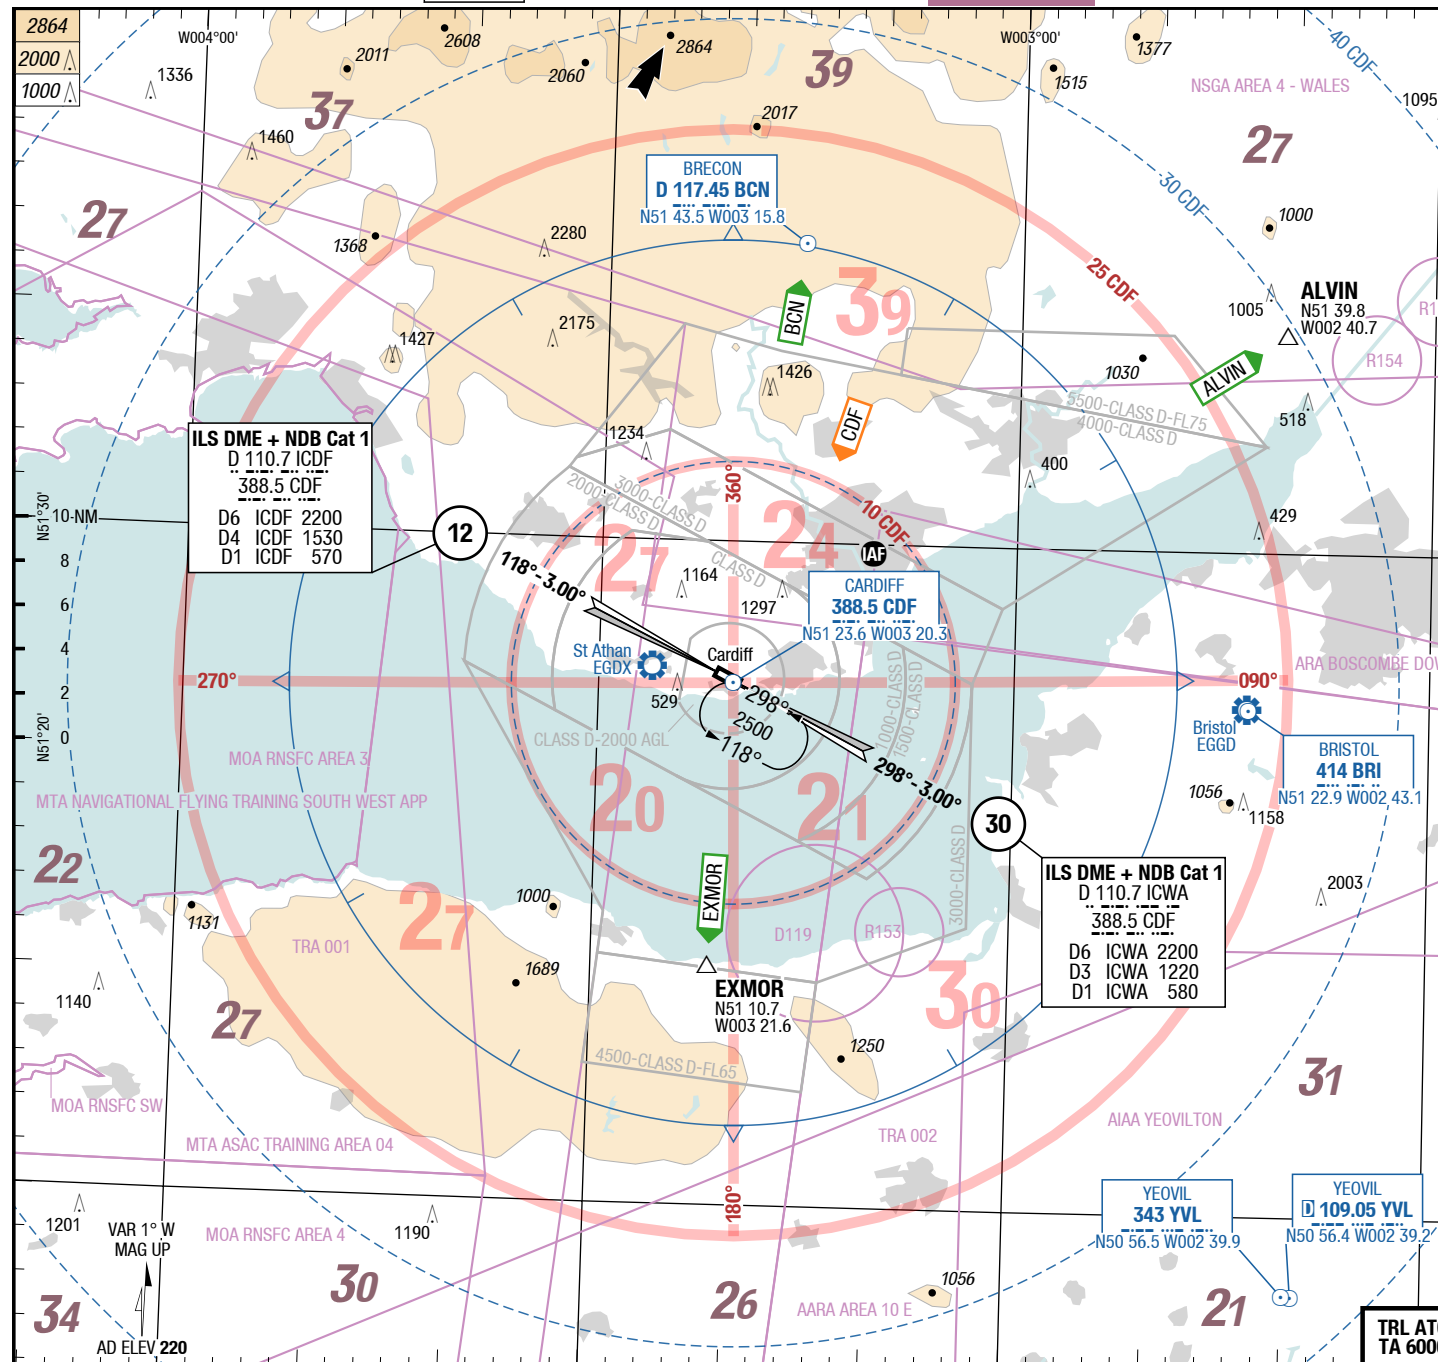 2864
2000
1000
W004°00'
2011
2608
2060
2864
39
W003°00'
1377
1515
40 CDF
NSGA AREA 4 - WALES
1095
1336
37
2017
27
1460
BRECON
D 117.45 BCN
N51 43.5 W003 15.8
30 CDF
27
1368
2280
1000
25 CDF
39
BCN
1005
ALVIN
N51 39.8
W002 40.7
R1
R154
1427
2175
1426
1030
ALVIN
5500-CLASS D-FL75
4000-CLASS D
518
CDF
ILS DME + NDB Cat 1
D 110.7 ICDF
388.5 CDF
D6 ICDF 2200
D4 ICDF 1530
D1 ICDF 570
1234
400
360°
3000-CLASS D
2000-CLASS D
CLASS D
10 CDF
N51°30'
10-NM
8
6
4
2
0
N51°20'
12
27
24
IAF
429
118°-3.00°
1164
1297
CARDIFF
388.5 CDF
N51 23.6 W003 20.3
St Athan
EGDX
Cardiff
529
270°
090°
ARA BOSCOMBE DOW
298°
2500
118°
1000-CLASS D
1500-CLASS D
CLASS D-2000 AGL
Bristol
EGGD
BRISTOL
414 BRI
N51 22.9 W002 43.1
MOA RNSFC AREA 3
MTA NAVIGATIONAL FLYING TRAINING SOUTH WEST APP
20
21
298°-3.00°
30
1056
1158
22
3000-CLASS D
EXMOR
ILS DME + NDB Cat 1
D 110.7 ICWA
388.5 CDF
D6 ICWA 2200
D3 ICWA 1220
D1 ICWA 580
2003
1131
27
1000
TRA 001
D119
R153
1689
1140
27
EXMOR
N51 10.7
W003 21.6
30
1250
4500-CLASS D-FL65
31
MOA RNSFC SW
MTA ASAC TRAINING AREA 04
TRA 002
AIAA YEOVILTON
180°
YEOVIL
343 YVL
N50 56.5 W002 39.9
YEOVIL
D 109.05 YVL
N50 56.4 W002 39.2
1201
VAR 1° W
MAG UP
MOA RNSFC AREA 4
1190
30
26
1056
AARA AREA 10 E
21
34
AD ELEV 220
TRL AT
TA 600